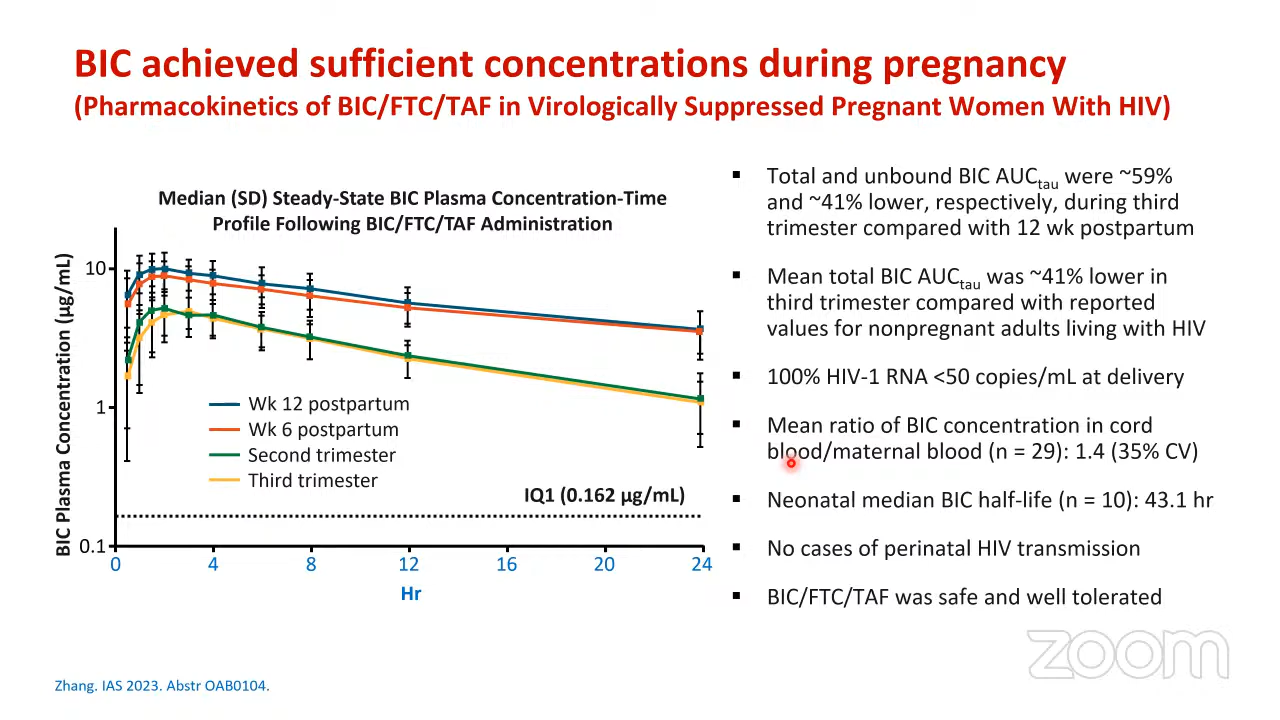 BIC achieved sufficient concentrations during pregnancy
(Pharmacokinetics of BIC/FTC/TAF in Virologically Suppressed Pregnant Women With HIV)
Median (SD) Steady-State BIC Plasma Concentration-Time
Profile Following BIC/FTC/TAF Administration
BIC Plasma Concentration (µg/mL)
10
1
0.1
Wk 12 postpartum
Wk 6 postpartum
Second trimester
Third trimester
IQ1 (0.162 µg/mL)
0 4 8 12 16 20 24
Hr
▪ Total and unbound BIC AUCtau were ~59%
and ~41% lower, respectively, during third
trimester compared with 12 wk postpartum
▪ Mean total BIC AUCtau was ~41% lower in
third trimester compared with reported
values for nonpregnant adults living with HIV
▪ 100% HIV-1 RNA <50 copies/mL at delivery
▪ Mean ratio of BIC concentration in cord
blood/maternal blood (n = 29): 1.4 (35% CV)
▪ Neonatal median BIC half-life (n = 10): 43.1 hr
▪ No cases of perinatal HIV transmission
▪ BIC/FTC/TAF was safe and well tolerated
zoom
Zhang. IAS 2023. Abstr OAB0104.